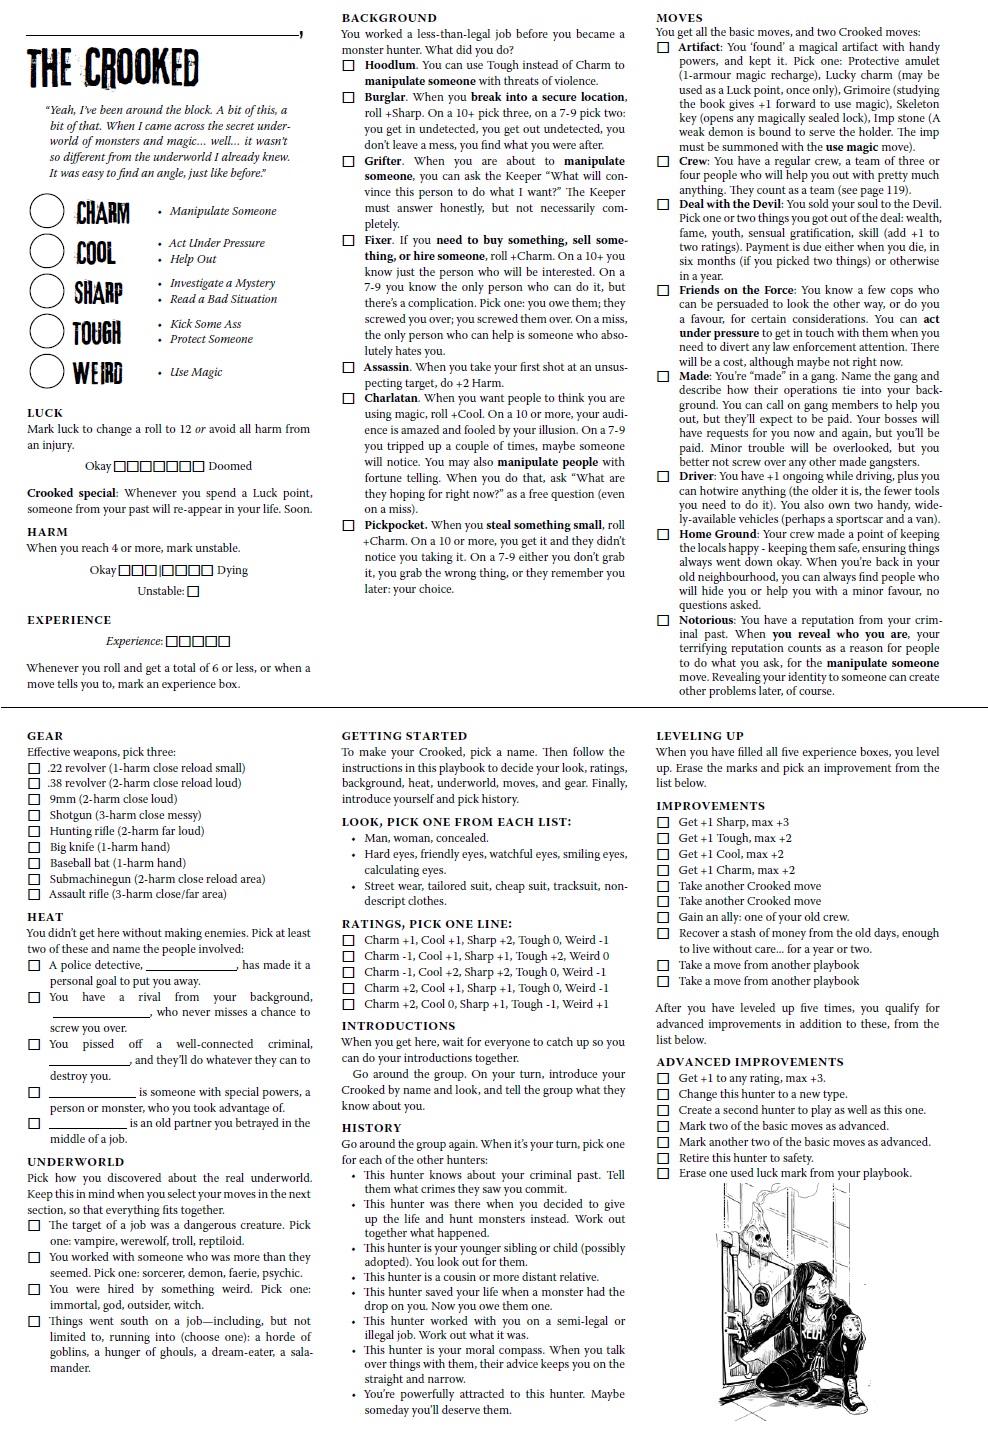 ,
THE CROOKED
“Yeah, I’ve been around the block. A bit of this, a
bit of that. When I came across the secret under-
world of monsters and magic... well... it wasn’t
so different from the underworld I already knew.
It was easy to find an angle, just like before.”
CHARM • Manipulate Someone
COOL • Act Under Pressure
• Help Out
SHARP • Investigate a Mystery
• Read a Bad Situation
TOUGH • Kick Some Ass
• Protect Someone
WEIRD • Use Magic
LUCK
Mark luck to change a roll to 12 or avoid all harm from
an injury.
Okay □□□□□□□ Doomed
Crooked special: Whenever you spend a Luck point,
someone from your past will re-appear in your life. Soon.
HARM
When you reach 4 or more, mark unstable.
Okay □□□|□□□□ Dying
Unstable: □
EXPERIENCE
Experience: □□□□□
Whenever you roll and get a total of 6 or less, or when a
move tells you to, mark an experience box.
BACKGROUND
You worked a less-than-legal job before you became a
monster hunter. What did you do?
□ Hoodlum. You can use Tough instead of Charm to
manipulate someone with threats of violence.
□ Burglar. When you break into a secure location,
roll +Sharp. On a 10+ pick three, on a 7-9 pick two:
you get in undetected, you get out undetected, you
don’t leave a mess, you find what you were after.
□ Grifter. When you are about to manipulate
someone, you can ask the Keeper “What will con-
vince this person to do what I want?” The Keeper
must answer honestly, but not necessarily com-
pletely.
□ Fixer. If you need to buy something, sell some-
thing, or hire someone, roll +Charm. On a 10+ you
know just the person who will be interested. On a
7-9 you know the only person who can do it, but
there’s a complication. Pick one: you owe them; they
screwed you over; you screwed them over. On a miss,
the only person who can help is someone who abso-
lutely hates you.
□ Assassin. When you take your first shot at an unsus-
pecting target, do +2 Harm.
□ Charlatan. When you want people to think you are
using magic, roll +Cool. On a 10 or more, your audi-
ence is amazed and fooled by your illusion. On a 7-9
you tripped up a couple of times, maybe someone
will notice. You may also manipulate people with
fortune telling. When you do that, ask “What are
they hoping for right now?” as a free question (even
on a miss).
□ Pickpocket. When you steal something small, roll
+Charm. On a 10 or more, you get it and they didn’t
notice you taking it. On a 7-9 either you don’t grab
it, you grab the wrong thing, or they remember you
later: your choice.
MOVES
You get all the basic moves, and two Crooked moves:
□ Artifact: You ‘found’ a magical artifact with handy
powers, and kept it. Pick one: Protective amulet
(1-armour magic recharge), Lucky charm (may be
used as a Luck point, once only), Grimoire (studying
the book gives +1 forward to use magic), Skeleton
key (opens any magically sealed lock), Imp stone (A
weak demon is bound to serve the holder. The imp
must be summoned with the use magic move).
□ Crew: You have a regular crew, a team of three or
four people who will help you out with pretty much
anything. They count as a team (see page 119).
□ Deal with the Devil: You sold your soul to the Devil.
Pick one or two things you got out of the deal: wealth,
fame, youth, sensual gratification, skill (add +1 to
two ratings). Payment is due either when you die, in
six months (if you picked two things) or otherwise
in a year.
□ Friends on the Force: You know a few cops who
can be persuaded to look the other way, or do you
a favour, for certain considerations. You can act
under pressure to get in touch with them when you
need to divert any law enforcement attention. There
will be a cost, although maybe not right now.
□ Made: You’re “made” in a gang. Name the gang and
describe how their operations tie into your back-
ground. You can call on gang members to help you
out, but they’ll expect to be paid. Your bosses will
have requests for you now and again, but you’ll be
paid. Minor trouble will be overlooked, but you
better not screw over any other made gangsters.
□ Driver: You have +1 ongoing while driving, plus you
can hotwire anything (the older it is, the fewer tools
you need to do it). You also own two handy, wide-
ly-available vehicles (perhaps a sportscar and a van).
□ Home Ground: Your crew made a point of keeping
the locals happy - keeping them safe, ensuring things
always went down okay. When you’re back in your
old neighbourhood, you can always find people who
will hide you or help you with a minor favour, no
questions asked.
□ Notorious: You have a reputation from your crim-
inal past. When you reveal who you are, your
terrifying reputation counts as a reason for people
to do what you ask, for the manipulate someone
move. Revealing your identity to someone can create
other problems later, of course.
GEAR
Effective weapons, pick three:
□ .22 revolver (1-harm close reload small)
□ .38 revolver (2-harm close reload loud)
□ 9mm (2-harm close loud)
□ Shotgun (3-harm close messy)
□ Hunting rifle (2-harm far loud)
□ Big knife (1-harm hand)
□ Baseball bat (1-harm hand)
□ Submachinegun (2-harm close reload area)
□ Assault rifle (3-harm close/far area)
HEAT
You didn’t get here without making enemies. Pick at least
two of these and name the people involved:
□ A police detective, ______________, has made it a
personal goal to put you away.
□ You have a rival from your background,
______________, who never misses a chance to
screw you over.
□ You pissed off a well-connected criminal,
____________, and they’ll do whatever they can to
destroy you.
□ _____________ is someone with special powers, a
person or monster, who you took advantage of.
□ ____________ is an old partner you betrayed in the
middle of a job.
UNDERWORLD
Pick how you discovered about the real underworld.
Keep this in mind when you select your moves in the next
section, so that everything fits together.
□ The target of a job was a dangerous creature. Pick
one: vampire, werewolf, troll, reptiloid.
□ You worked with someone who was more than they
seemed. Pick one: sorcerer, demon, faerie, psychic.
□ You were hired by something weird. Pick one:
immortal, god, outsider, witch.
□ Things went south on a job—including, but not
limited to, running into (choose one): a horde of
goblins, a hunger of ghouls, a dream-eater, a sala-
mander.
GETTING STARTED
To make your Crooked, pick a name. Then follow the
instructions in this playbook to decide your look, ratings,
background, heat, underworld, moves, and gear. Finally,
introduce yourself and pick history.
LOOK, PICK ONE FROM EACH LIST:
• Man, woman, concealed.
• Hard eyes, friendly eyes, watchful eyes, smiling eyes,
calculating eyes.
• Street wear, tailored suit, cheap suit, tracksuit, non-
descript clothes.
RATINGS, PICK ONE LINE:
□ Charm +1, Cool +1, Sharp +2, Tough 0, Weird -1
□ Charm -1, Cool +1, Sharp +1, Tough +2, Weird 0
□ Charm -1, Cool +2, Sharp +2, Tough 0, Weird -1
□ Charm +2, Cool +1, Sharp +1, Tough 0, Weird -1
□ Charm +2, Cool 0, Sharp +1, Tough -1, Weird +1
INTRODUCTIONS
When you get here, wait for everyone to catch up so you
can do your introductions together.
Go around the group. On your turn, introduce your
Crooked by name and look, and tell the group what they
know about you.
HISTORY
Go around the group again. When it’s your turn, pick one
for each of the other hunters:
• This hunter knows about your criminal past. Tell
them what crimes they saw you commit.
• This hunter was there when you decided to give
up the life and hunt monsters instead. Work out
together what happened.
• This hunter is your younger sibling or child (possibly
adopted). You look out for them.
• This hunter is a cousin or more distant relative.
• This hunter saved your life when a monster had the
drop on you. Now you owe them one.
• This hunter worked with you on a semi-legal or
illegal job. Work out what it was.
• This hunter is your moral compass. When you talk
over things with them, their advice keeps you on the
straight and narrow.
• You’re powerfully attracted to this hunter. Maybe
someday you’ll deserve them.
LEVELING UP
When you have filled all five experience boxes, you level
up. Erase the marks and pick an improvement from the
list below.
IMPROVEMENTS
□ Get +1 Sharp, max +3
□ Get +1 Tough, max +2
□ Get +1 Cool, max +2
□ Get +1 Charm, max +2
□ Take another Crooked move
□ Take another Crooked move
□ Gain an ally: one of your old crew.
□ Recover a stash of money from the old days, enough
to live without care... for a year or two.
□ Take a move from another playbook
□ Take a move from another playbook
After you have leveled up five times, you qualify for
advanced improvements in addition to these, from the
list below.
ADVANCED IMPROVEMENTS
□ Get +1 to any rating, max +3.
□ Change this hunter to a new type.
□ Create a second hunter to play as well as this one.
□ Mark two of the basic moves as advanced.
□ Mark another two of the basic moves as advanced.
□ Retire this hunter to safety.
□ Erase one used luck mark from your playbook.